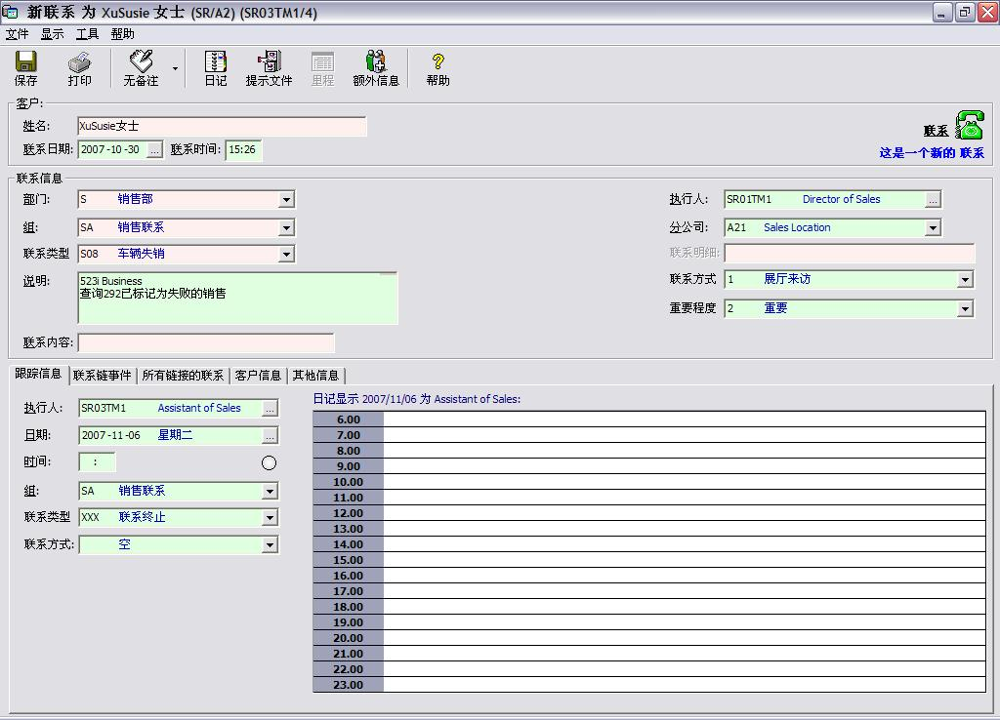 新联系 为 XuSusie 女士 (SR/A2) (SR03TM1/4)
文件 显示 工具 帮助
保存 打印 无备注 日记 提示文件 里程 额外信息 帮助
客户:
姓名: XuSusie女士
联系
联系日期: 2007-10-30 ... 联系时间: 15:26
这是一个新的 联系
联系信息
部门: S 销售部
执行人: SR01TM1 Director of Sales ...
组: SA 销售联系
分公司: A21 Sales Location
联系类型 S08 车辆失销
联系明细:
说明: 523i Business
查询292已标记为失败的销售
联系方式 1 展厅来访
重要程度 2 重要
联系内容:
跟踪信息 联系链事件 所有链接的联系 客户信息 其他信息
执行人: SR03TM1 Assistant of Sales ...
日期: 2007-11-06 星期二 ...
时间: :
组: SA 销售联系
联系类型 XXX 联系终止
联系方式: 空
日记显示 2007/11/06 为 Assistant of Sales:
6.00
7.00
8.00
9.00
10.00
11.00
12.00
13.00
14.00
15.00
16.00
17.00
18.00
19.00
20.00
21.00
22.00
23.00